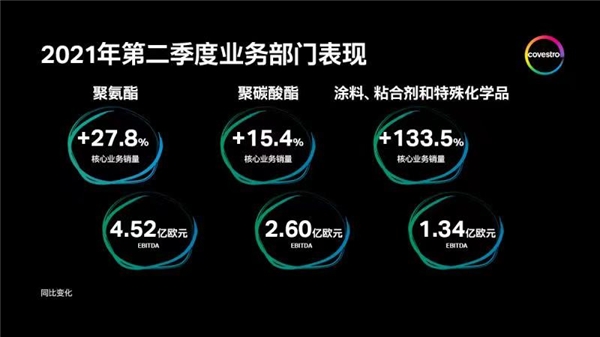 2021年第二季度业务部门表现
covestro
聚氨酯
聚碳酸酯
涂料、粘合剂和特殊化学品
+27.8%
核心业务销量
+15.4%
核心业务销量
+133.5%
核心业务销量
4.52亿欧元
EBITDA
2.60亿欧元
EBITDA
1.34亿欧元
EBITDA
同比变化